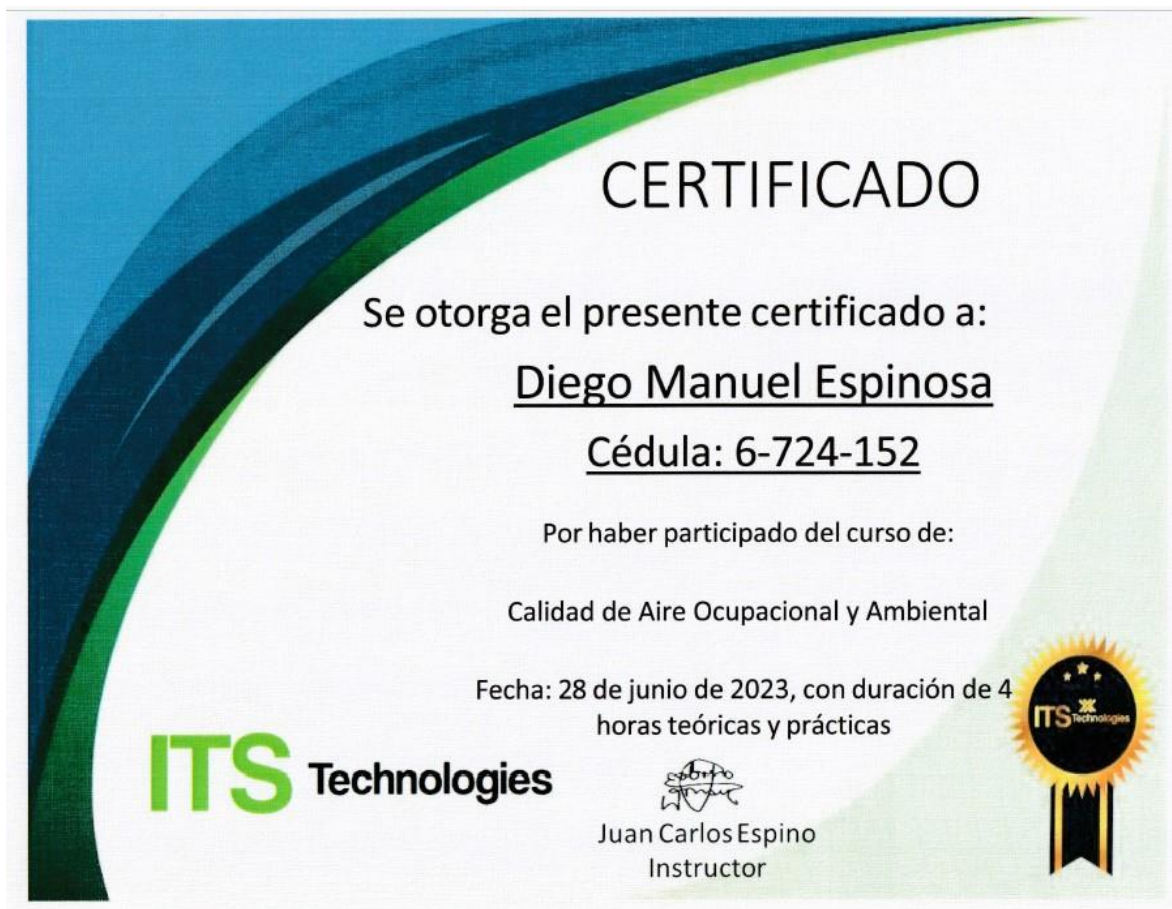 CERTIFICADO
Se otorga el presente certificado a:
Diego Manuel Espinosa
Cédula: 6-724-152
Por haber participado del curso de:
Calidad de Aire Ocupacional y Ambiental
Fecha: 28 de junio de 2023, con duración de 4
horas teóricas y prácticas
ITS Technologies
ITS Technologies
Juan Carlos Espino
Instructor